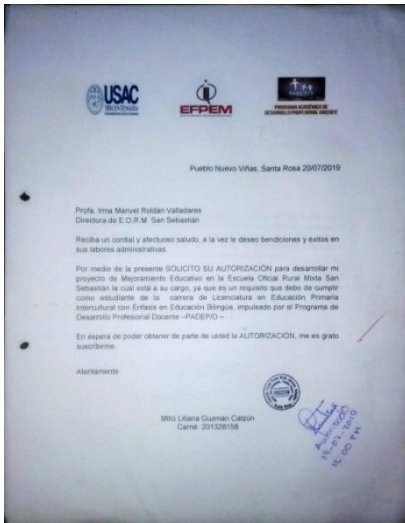 USAC
TRICENTENARIA
EFPEM
PROGRAMA ACADÉMICO DE
DESARROLLO PROFESIONAL DOCENTE
Pueblo Nuevo Viñas, Santa Rosa 20/07/2019
Profa. Irma Marivel Roldán Valladares
Directora de E.O.R.M. San Sebastián
Reciba un cordial y afectuoso saludo, a la vez le deseo bendiciones y éxitos en
sus labores administrativas.
Por medio de la presente SOLICITO SU AUTORIZACIÓN para desarrollar mi
proyecto de Mejoramiento Educativo en la Escuela Oficial Rural Mixta San
Sebastián la cual está a su cargo, ya que es un requisito que debo de cumplir
como estudiante de la carrera de Licenciatura en Educación Primaria
Intercultural con Énfasis en Educación Bilingüe, impulsado por el Programa de
Desarrollo Profesional Docente –PADEP/D –
En espera de poder obtener de parte de usted la AUTORIZACIÓN, me es grato
suscribirme.
Atentamente
Liliana Guzmán Catzún
Carné: 201328158
Autorizado
12:00 PM